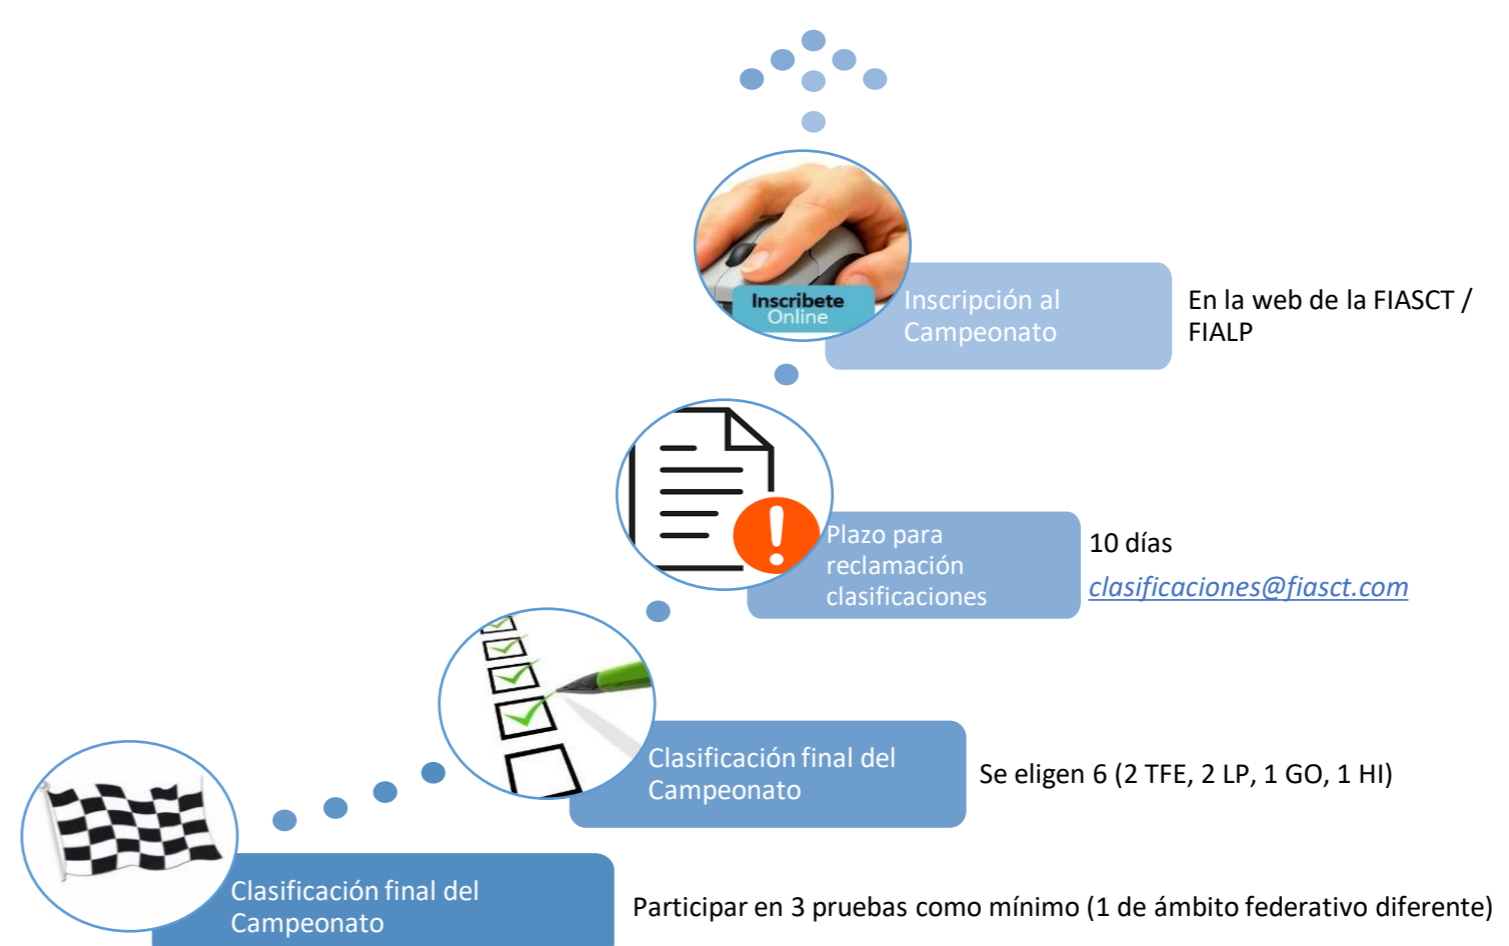 Inscribete
Online
Inscripción al
Campeonato
En la web de la FIASCT /
FIALP
Plazo para
reclamación
clasificaciones
10 días
clasificaciones@fiasct.com
Clasificación final del
Campeonato
Se eligen 6 (2 TFE, 2 LP, 1 GO, 1 HI)
Clasificación final del
Campeonato
Participar en 3 pruebas como mínimo (1 de ámbito federativo diferente)